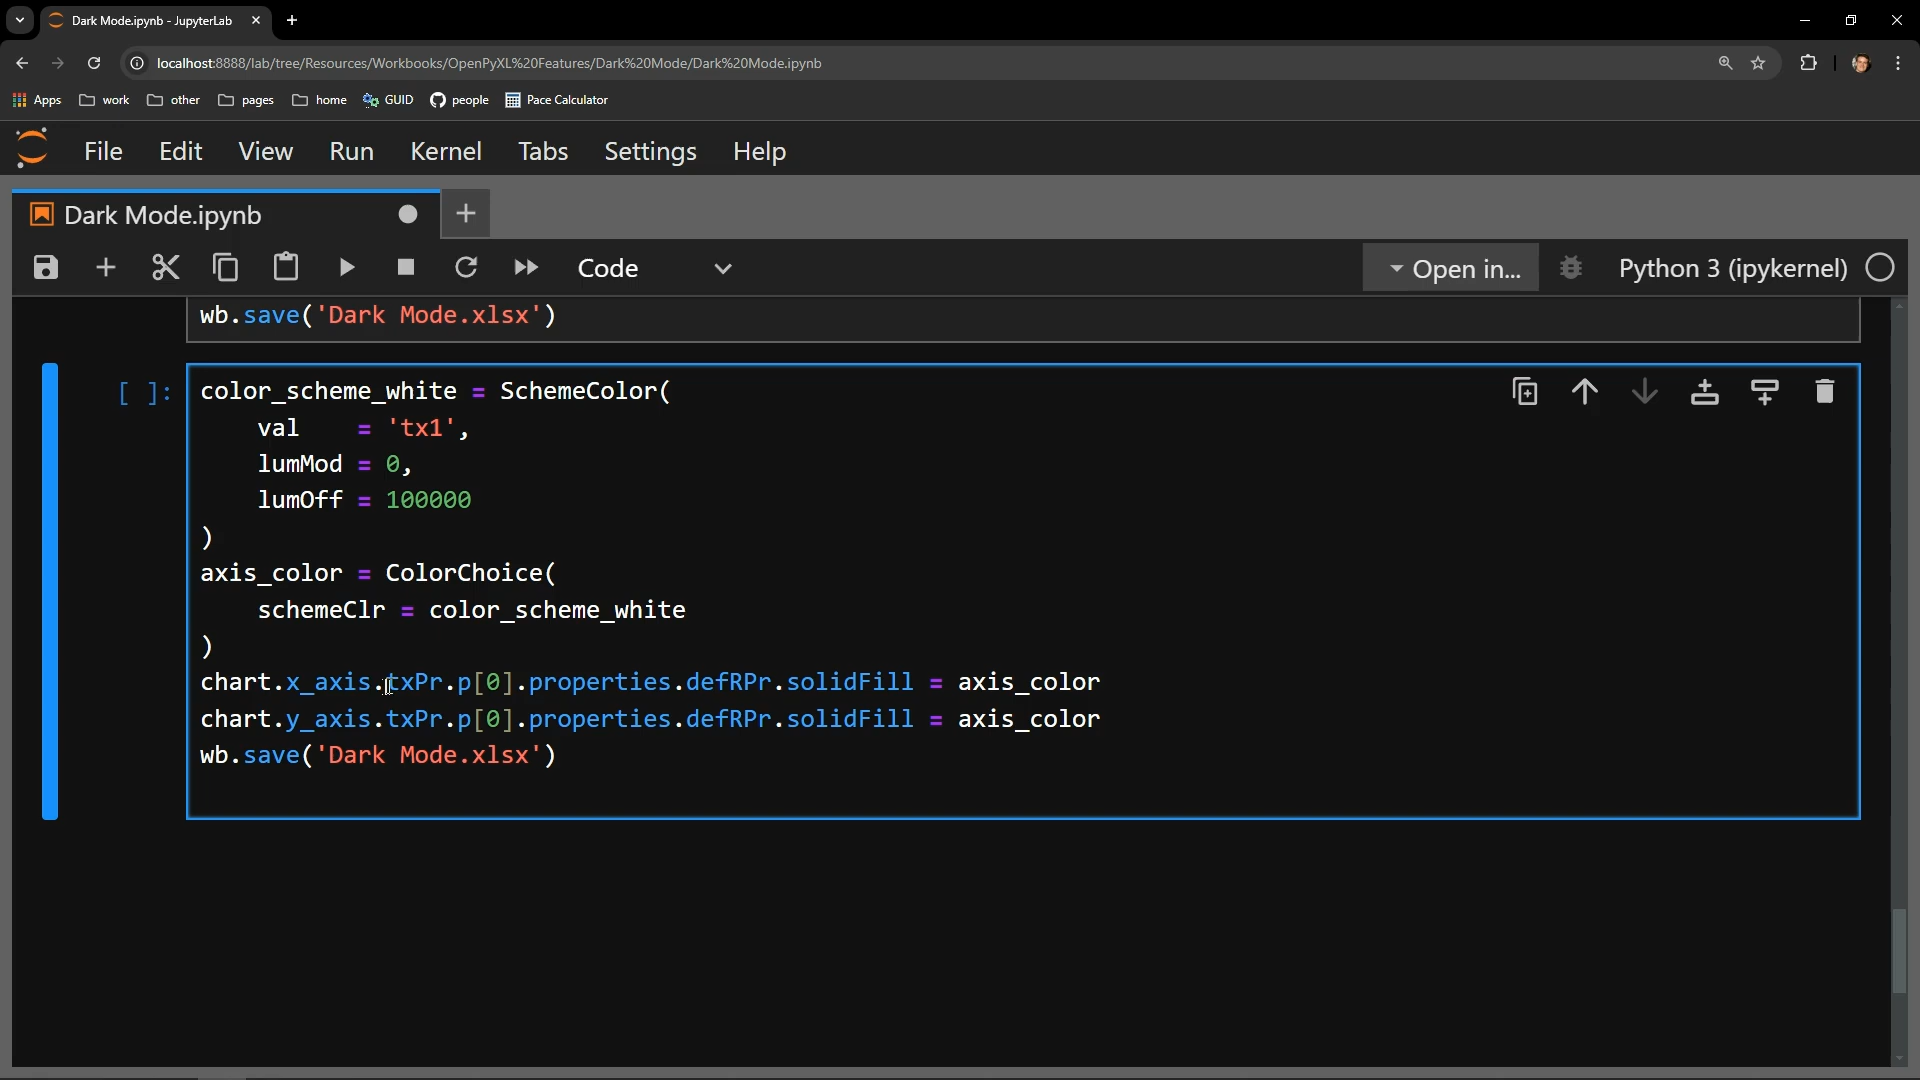 Dark Mode.ipynb - JupyterLab
localhost:8888/lab/tree/Resources/Workbooks/OpenPyXL%20Features/Dark%20Mode/Dark%20Mode.ipynb
Apps work other pages home GUID people Pace Calculator
File Edit View Run Kernel Tabs Settings Help
Dark Mode.ipynb
Code Open in... Python 3 (ipykernel)
wb.save('Dark Mode.xlsx')
[ ]: color_scheme_white = SchemeColor(
    val    = 'tx1',
    lumMod = 0,
    lumOff = 100000
)
axis_color = ColorChoice(
    schemeClr = color_scheme_white
)
chart.x_axis.txPr.p[0].properties.defRPr.solidFill = axis_color
chart.y_axis.txPr.p[0].properties.defRPr.solidFill = axis_color
wb.save('Dark Mode.xlsx')